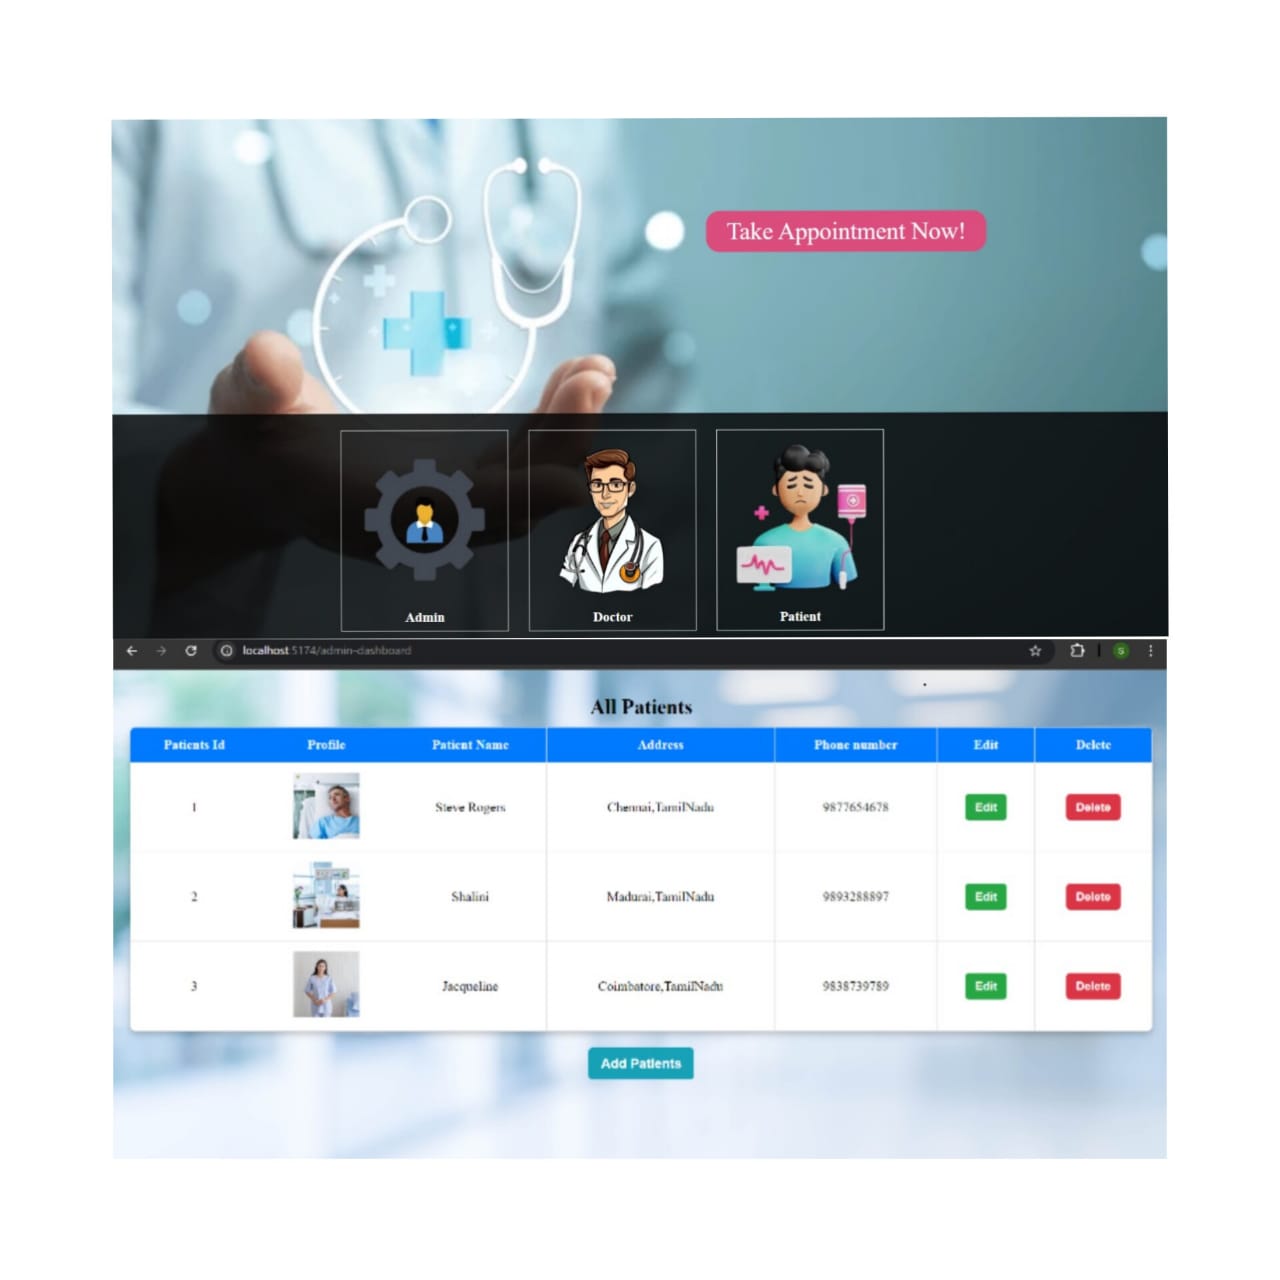 Take Appointment Now!
Admin Doctor Patient
localhost:5174/admin-dashboard
S
All Patients
Patients Id Profile Patient Name Address Phone number Edit Delete
1 Steve Rogers Chennai,TamilNadu 9877654678 Edit Delete
2 Shalini Madurai,TamilNadu 9893288897 Edit Delete
3 Jacqueline Coimbatore,TamilNadu 9838739789 Edit Delete
Add Patients